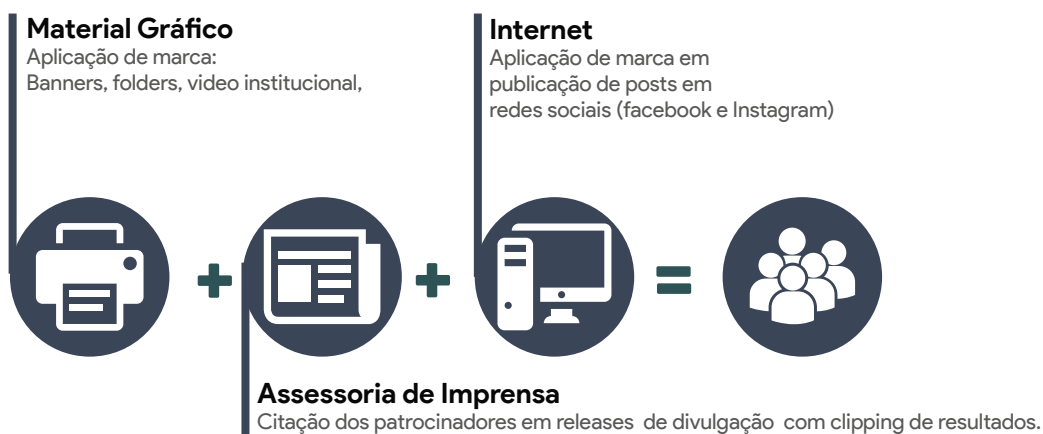 Material Gráfico
Aplicação de marca:
Banners, folders, video institucional,
Internet
Aplicação de marca em
publicação de posts em
redes sociais (facebook e Instagram)
Assessoria de Imprensa
Citação dos patrocinadores em releases de divulgação com clipping de resultados.